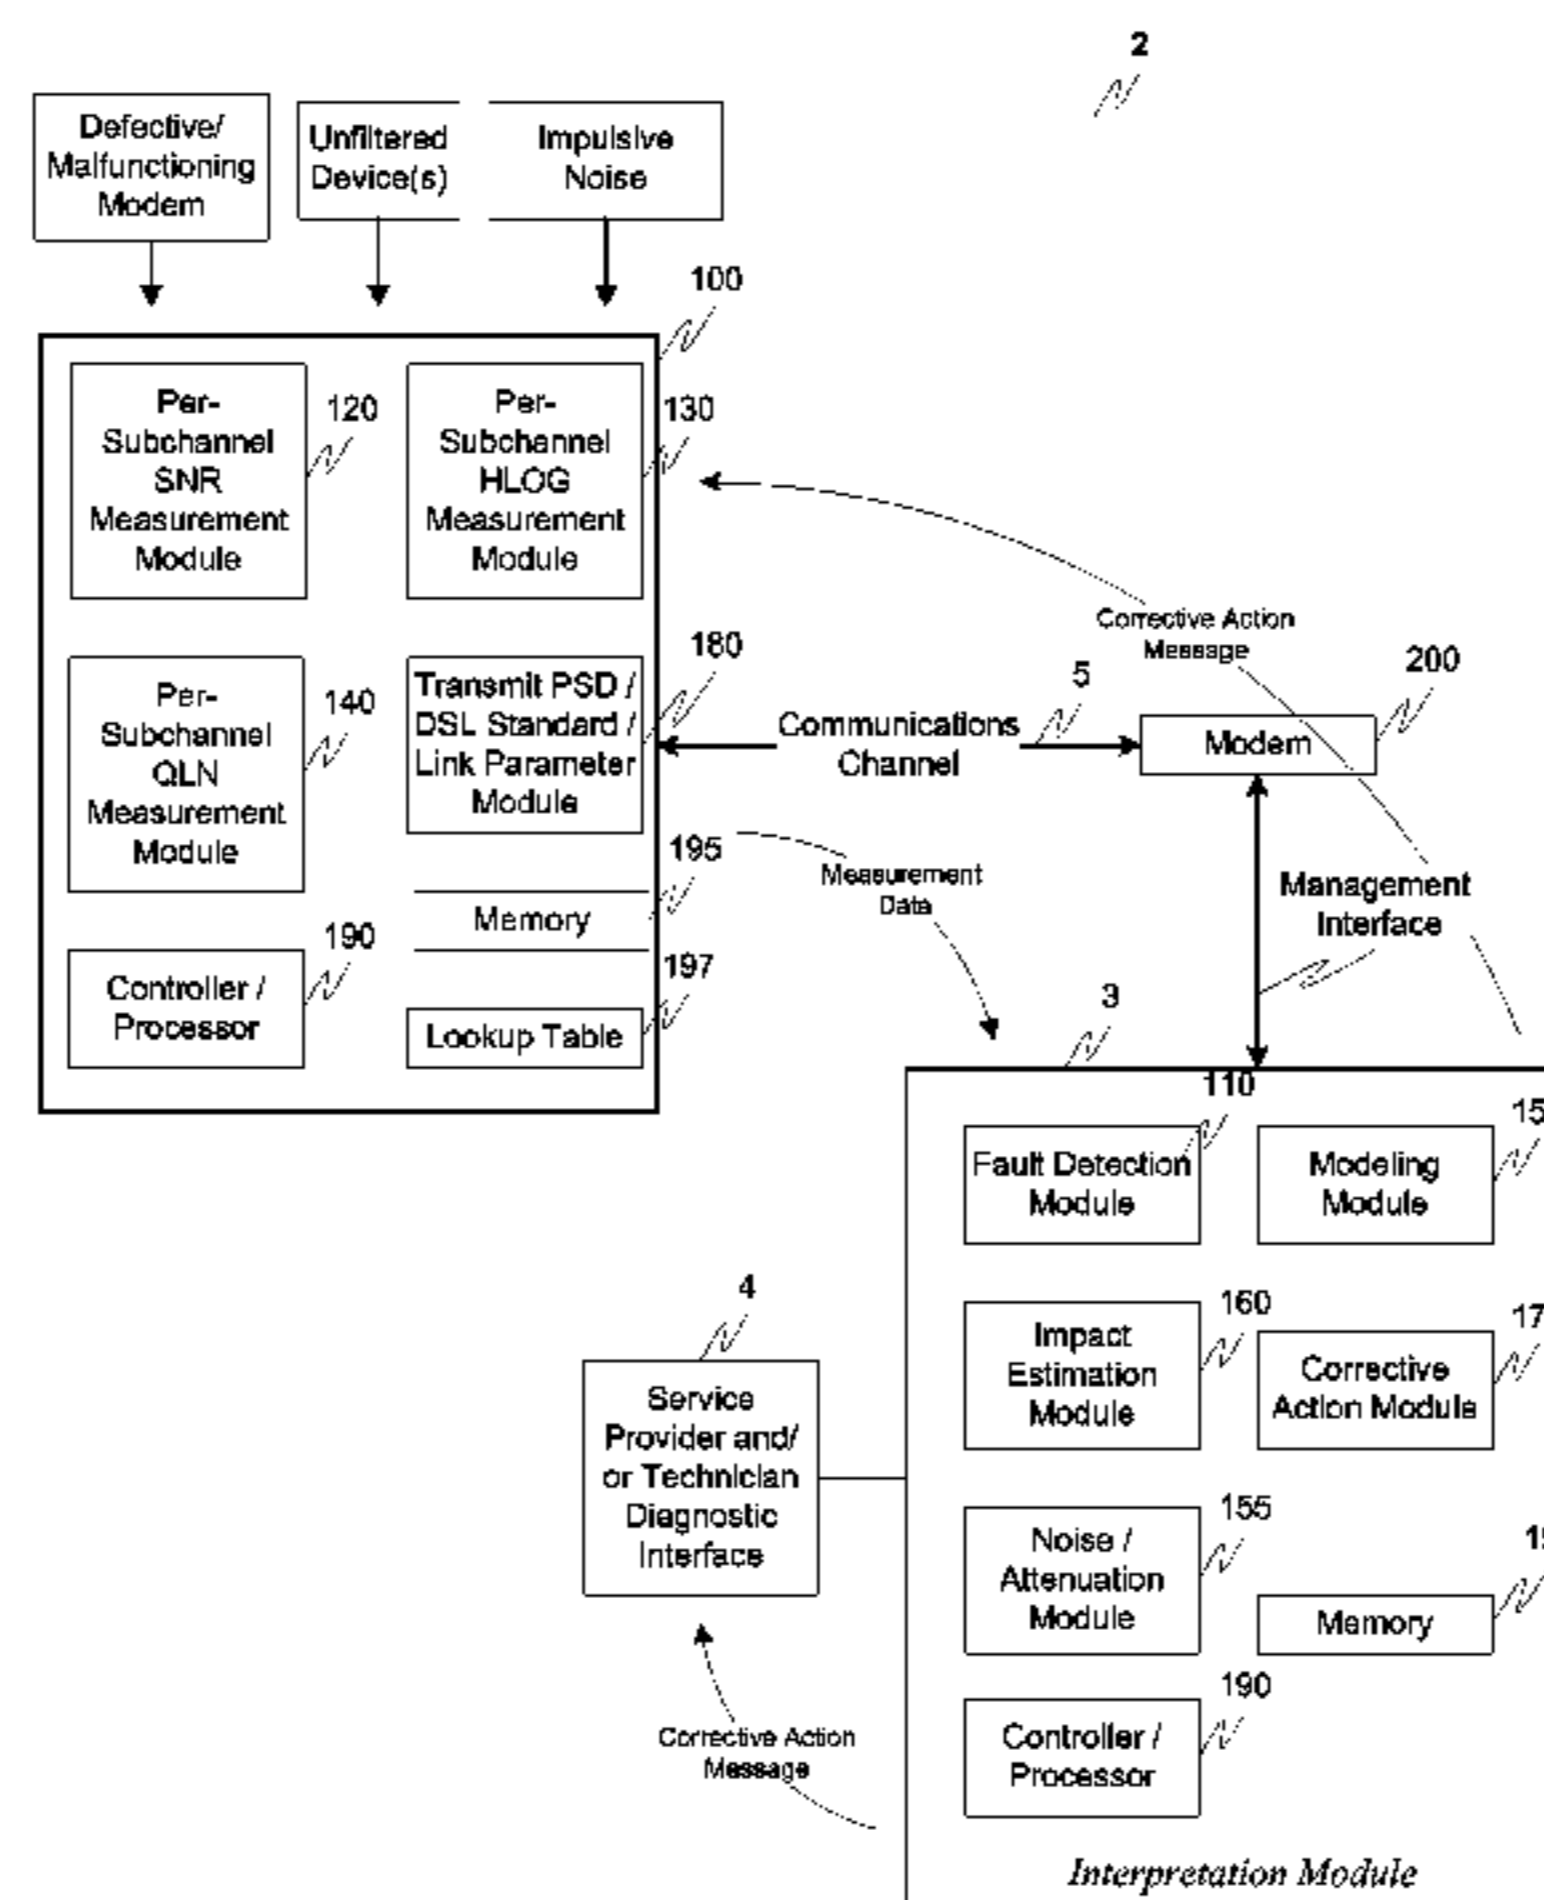 2
Defective/
Malfunctioning
Modem
Unfiltered
Device(s)
Impulsive
Noise
100
Per-
Subchannel
SNR
Measurement
Module
120
Per-
Subchannel
HLOG
Measurement
Module
130
Per-
Subchannel
QLN
Measurement
Module
140
Transmit PSD /
DSL Standard /
Link Parameter
Module
180
Memory
195
Controller /
Processor
190
Lookup Table
197
Corrective Action
Message
Communications
Channel
5
Modem
200
Measurement
Data
Management
Interface
3
Fault Detection
Module
110
Modeling
Module
15
Impact
Estimation
Module
160
Corrective
Action Module
17
Noise /
Attenuation
Module
155
Memory
Controller /
Processor
190
Interpretation Module
4
Service
Provider and/
or Technician
Diagnostic
Interface
Corrective Action
Message